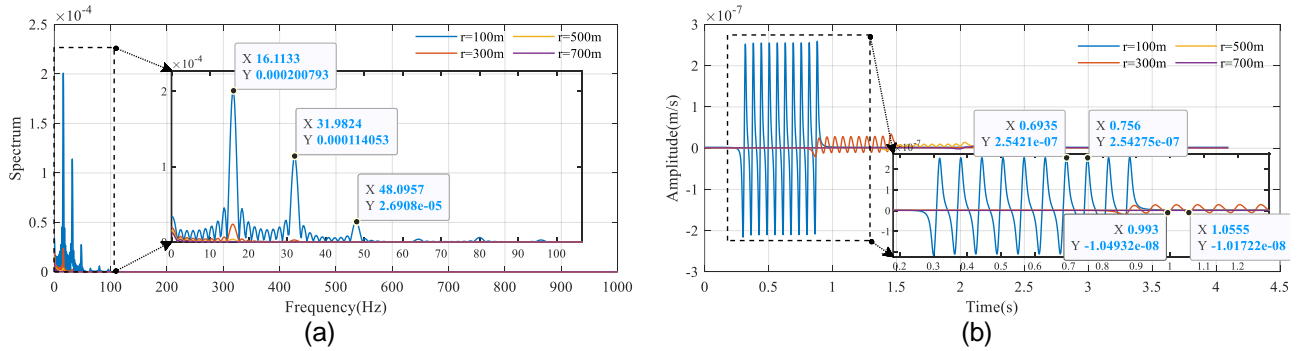 ×10⁻⁴
2.5
2
1.5
1
0.5
0
Spectrum
r=100m
r=500m
r=300m
r=700m
X 16.1133
Y 0.000200793
X 31.9824
Y 0.000114053
X 48.0957
Y 2.6908e-05
×10⁻⁴
2
1
0
0 10 20 30 40 50 60 70 80 90 100
0 100 200 300 400 500 600 700 800 900 1000
Frequency(Hz)
(a)
×10⁻⁷
3
2
1
0
-1
-2
-3
Amplitude(m/s)
r=100m
r=500m
r=300m
r=700m
X 0.6935
Y 2.5421e-07
X 0.756
Y 2.54275e-07
X 0.993
Y -1.04932e-08
X 1.0555
Y -1.01722e-08
2
1
0
-1
0.2 0.3 0.4 0.5 0.6 0.7 0.8 0.9 1 1.1 1.2
0 0.5 1 1.5 2 2.5 3 3.5 4 4.5
Time(s)
(b)